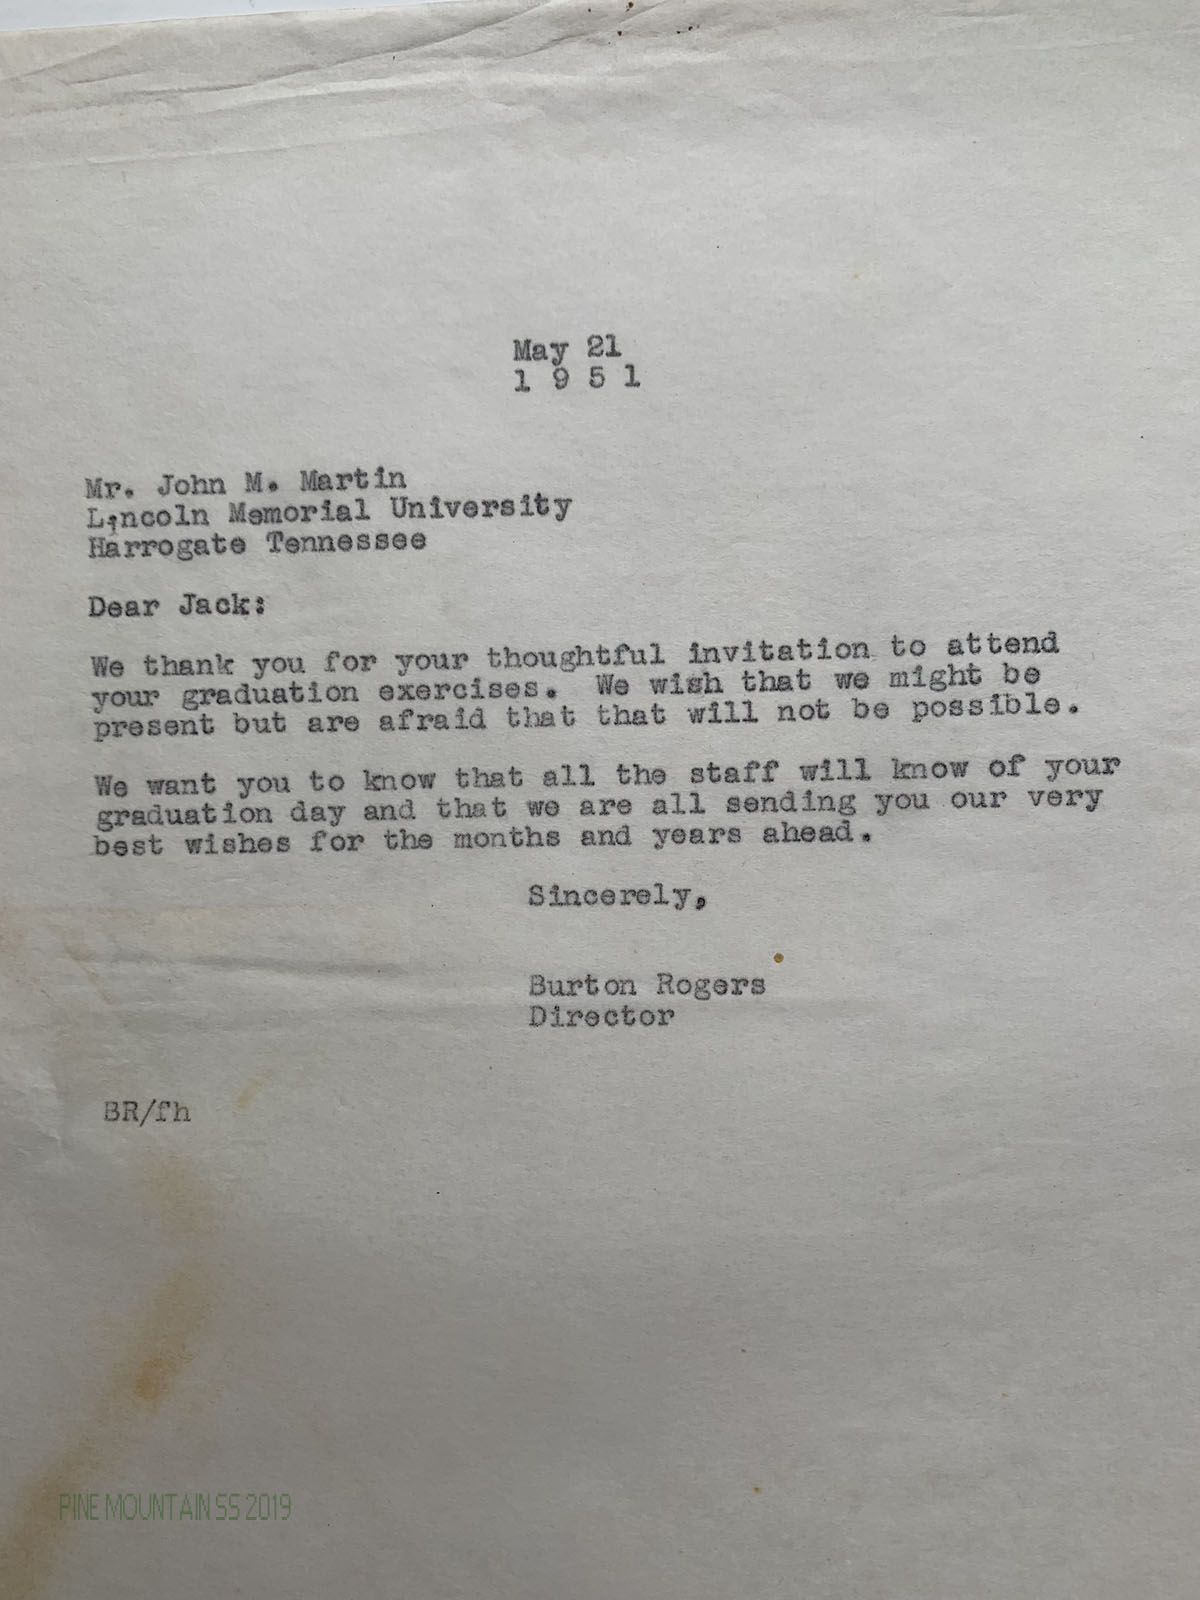 May 21
1 9 5 1
Mr. John M. Martin
Lincoln Memorial University
Harrogate Tennessee
Dear Jack:
We thank you for your thoughtful invitation to attend
your graduation exercises. We wish that we might be
present but are afraid that that will not be possible.
We want you to know that all the staff will know of your
graduation day and that we are all sending you our very
best wishes for the months and years ahead.
Sincerely,
Burton Rogers
Director
BR/fh
PINE MOUNTAIN SS 2019